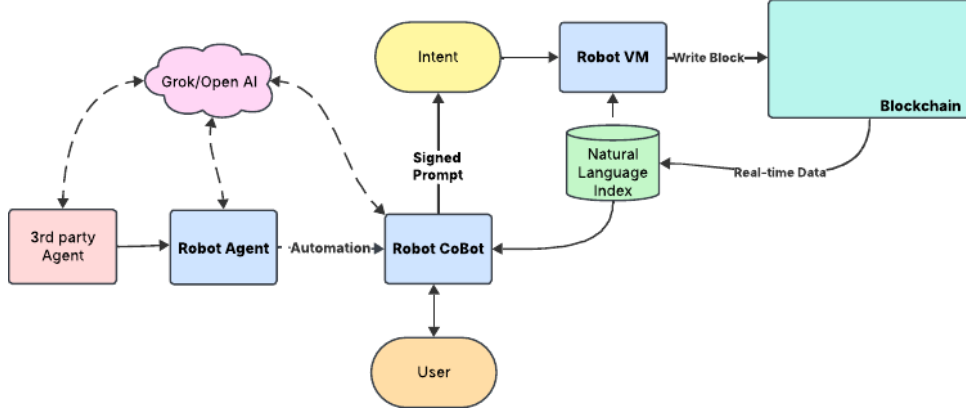 Grok/Open AI
Intent
Robot VM
Write Block
Blockchain
Signed
Prompt
Natural
Language
Index
Real-time Data
3rd party
Agent
Robot Agent
Automation
Robot CoBot
User